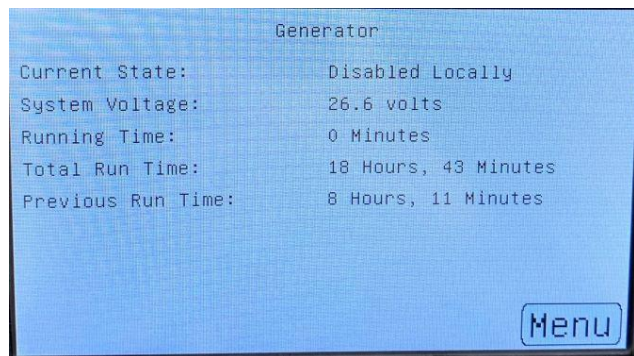 Generator
Current State: Disabled Locally
System Voltage: 26.6 volts
Running Time: 0 Minutes
Total Run Time: 18 Hours, 43 Minutes
Previous Run Time: 8 Hours, 11 Minutes
Menu